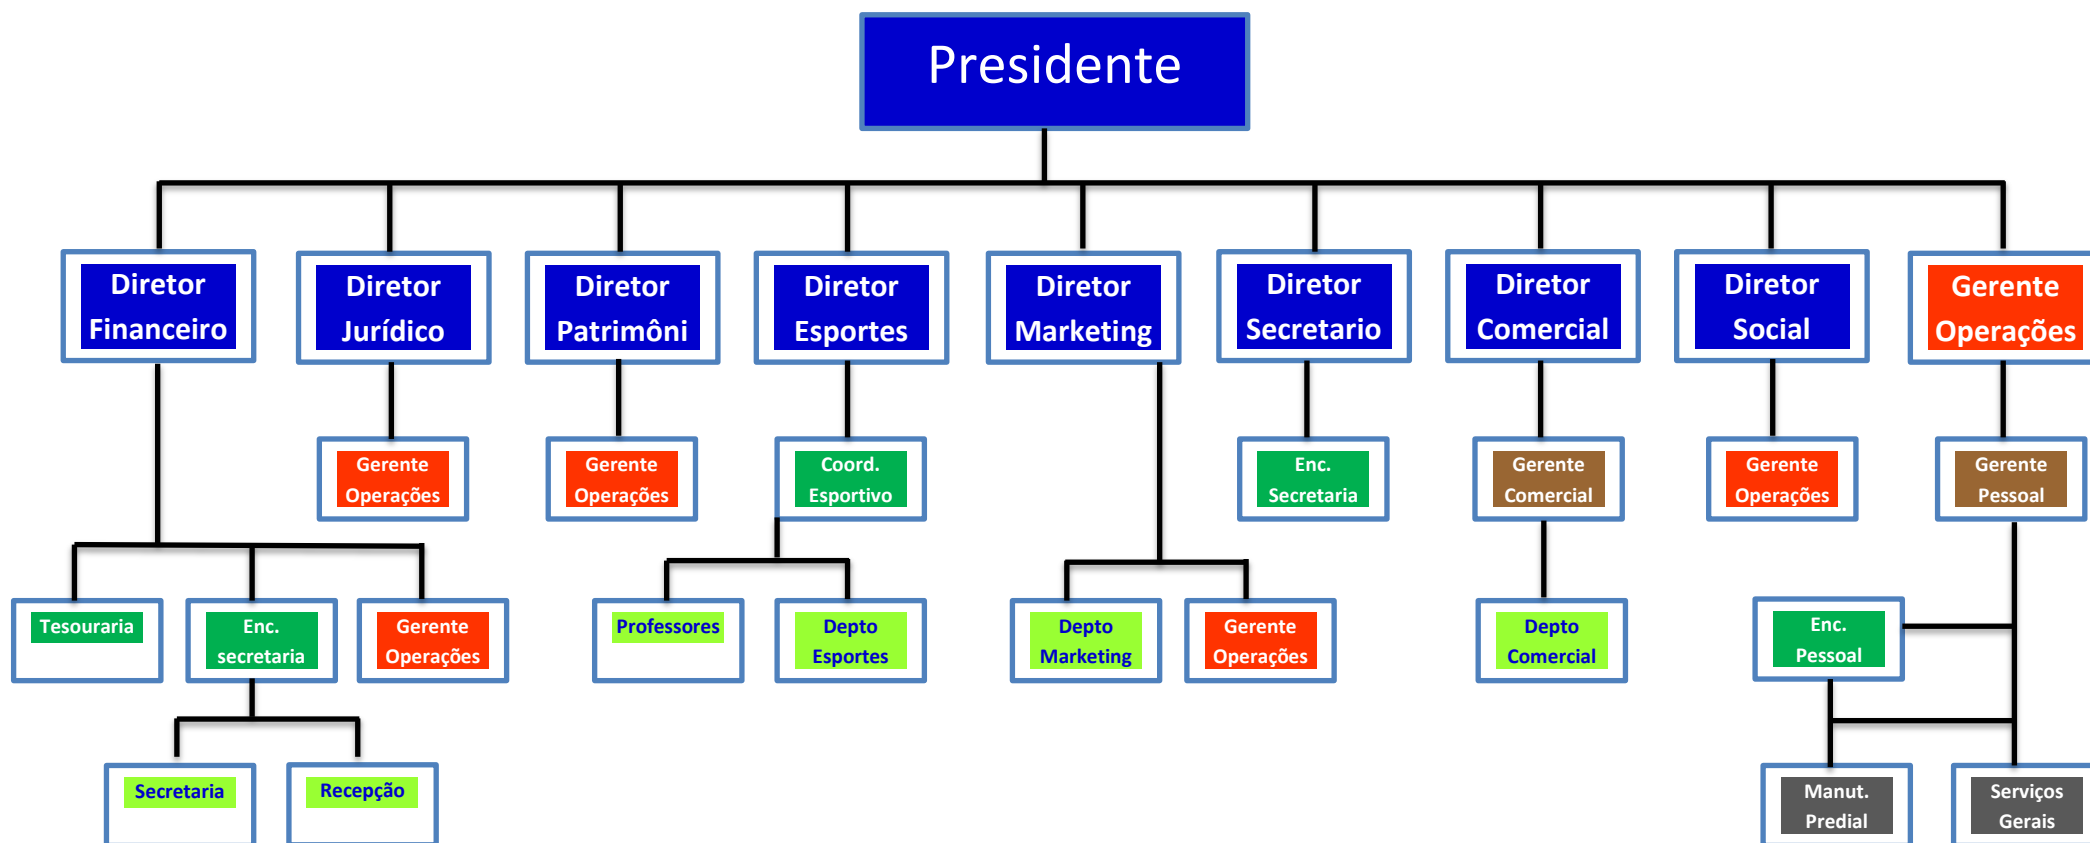 Presidente
Diretor
Financeiro
Diretor
Jurídico
Diretor
Patrimôni
Diretor
Esportes
Diretor
Marketing
Diretor
Secretario
Diretor
Comercial
Diretor
Social
Gerente
Operações
Gerente
Operações
Gerente
Operações
Coord.
Esportivo
Enc.
Secretaria
Gerente
Comercial
Gerente
Operações
Gerente
Pessoal
Tesouraria
Enc.
secretaria
Gerente
Operações
Professores
Depto
Esportes
Depto
Marketing
Gerente
Operações
Depto
Comercial
Enc.
Pessoal
Secretaria
Recepção
Manut.
Predial
Serviços
Gerais